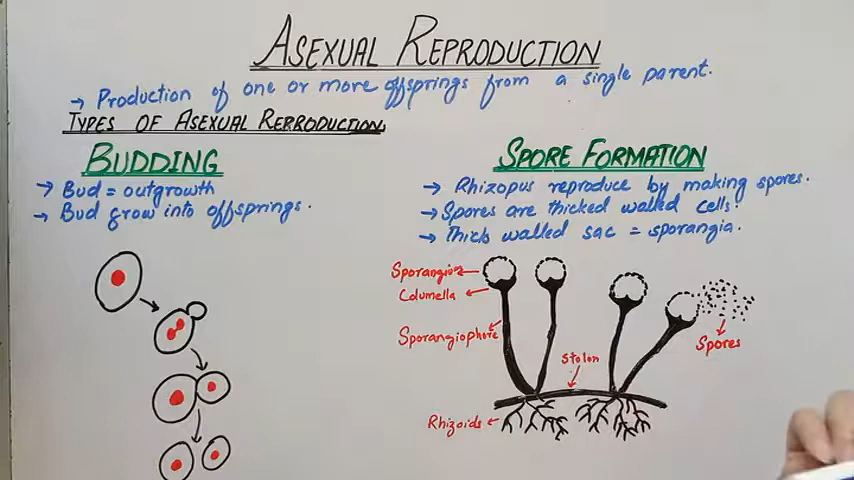 ASEXUAL REPRODUCTION
→ Production of one or more offsprings from a single parent.
TYPES OF ASEXUAL REPRODUCTION
BUDDING
→ Bud = outgrowth
→ Bud grow into offsprings.
SPORE FORMATION
→ Rhizopus reproduce by making spores.
→ Spores are thicked walled cells.
→ Thick walled sac = sporangia.
Columella
Sporangiophore
Stolon
Spores
Rhizoids